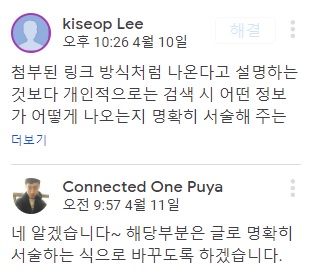 kiseop Lee
해결
오후 10:26 4월 10일
첨부된 링크 방식처럼 나온다고 설명하는
것보다 개인적으로는 검색 시 어떤 정보
가 어떻게 나오는지 명확히 서술해 주는
더보기
Connected One Puya
오전 9:57 4월 11일
네 알겠습니다~ 해당부분은 글로 명확히
서술하는 식으로 바꾸도록 하겠습니다.